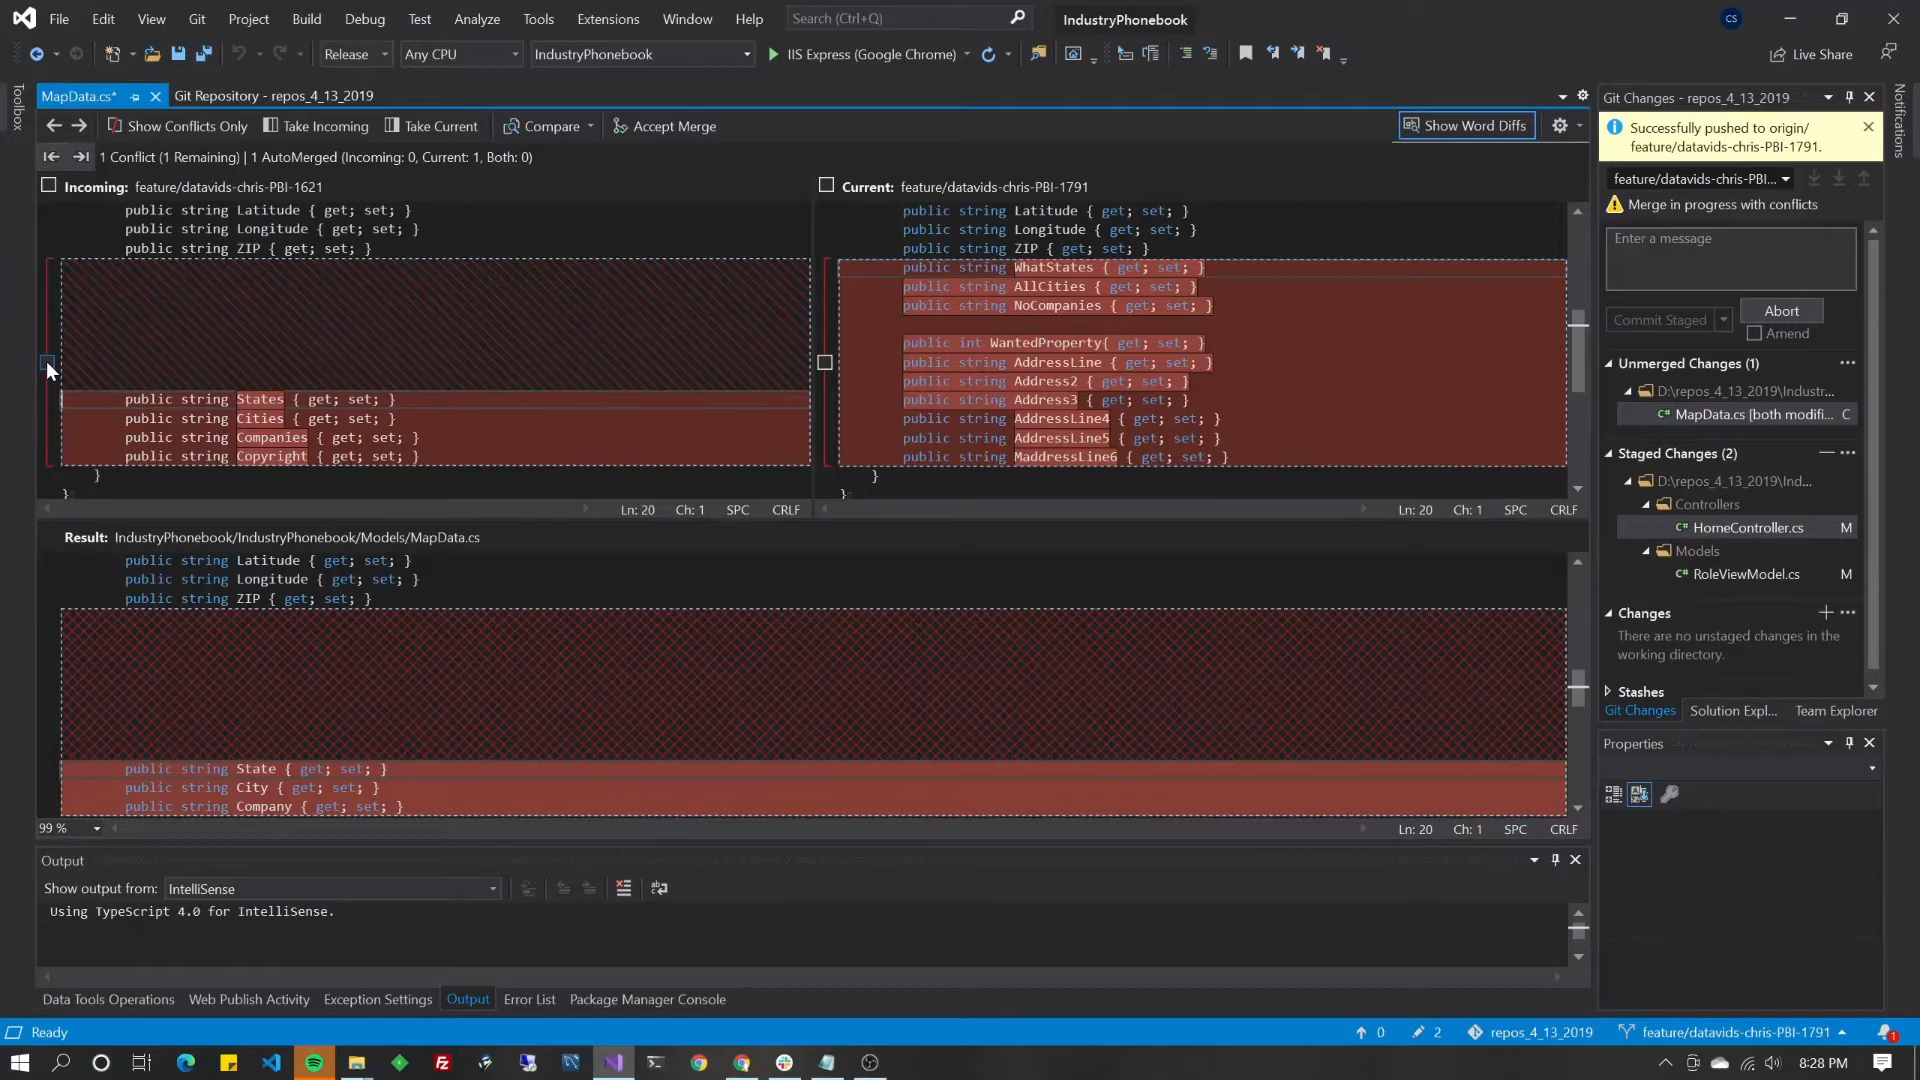 File Edit View Git Project Build Debug Test Analyze Tools Extensions Window Help Search (Ctrl+Q) IndustryPhonebook CS
Release Any CPU IndustryPhonebook IIS Express (Google Chrome) Live Share
Toolbox
MapData.cs* Git Repository - repos_4_13_2019
Show Conflicts Only Take Incoming Take Current Compare Accept Merge Show Word Diffs
1 Conflict (1 Remaining) | 1 AutoMerged (Incoming: 0, Current: 1, Both: 0)
Incoming: feature/datavids-chris-PBI-1621
public string Latitude { get; set; }
public string Longitude { get; set; }
public string ZIP { get; set; }
public string States { get; set; }
public string Cities { get; set; }
public string Companies { get; set; }
public string Copyright { get; set; }
}
}
Ln: 20 Ch: 1 SPC CRLF
Current: feature/datavids-chris-PBI-1791
public string Latitude { get; set; }
public string Longitude { get; set; }
public string ZIP { get; set; }
public string WhatStates { get; set; }
public string AllCities { get; set; }
public string NoCompanies { get; set; }
public int WantedProperty{ get; set; }
public string AddressLine { get; set; }
public string Address2 { get; set; }
public string Address3 { get; set; }
public string AddressLine4 { get; set; }
public string AddressLine5 { get; set; }
public string MaddressLine6 { get; set; }
}
}
Ln: 20 Ch: 1 SPC CRLF
Result: IndustryPhonebook/IndustryPhonebook/Models/MapData.cs
public string Latitude { get; set; }
public string Longitude { get; set; }
public string ZIP { get; set; }
public string State { get; set; }
public string City { get; set; }
public string Company { get; set; }
99 % Ln: 20 Ch: 1 SPC CRLF
Output
Show output from: IntelliSense
Using TypeScript 4.0 for IntelliSense.
Data Tools Operations Web Publish Activity Exception Settings Output Error List Package Manager Console
Git Changes - repos_4_13_2019
Successfully pushed to origin/
feature/datavids-chris-PBI-1791.
feature/datavids-chris-PBI...
Merge in progress with conflicts
Enter a message
Commit Staged Abort
Amend
Unmerged Changes (1)
D:\repos_4_13_2019\Industr...
C# MapData.cs [both modifi... C
Staged Changes (2)
D:\repos_4_13_2019\Ind...
Controllers
C# HomeController.cs M
Models
C# RoleViewModel.cs M
Changes
There are no unstaged changes in the
working directory.
Stashes
Git Changes Solution Expl... Team Explorer
Properties
Notifications
Ready 0 2 repos_4_13_2019 feature/datavids-chris-PBI-1791 1
8:28 PM